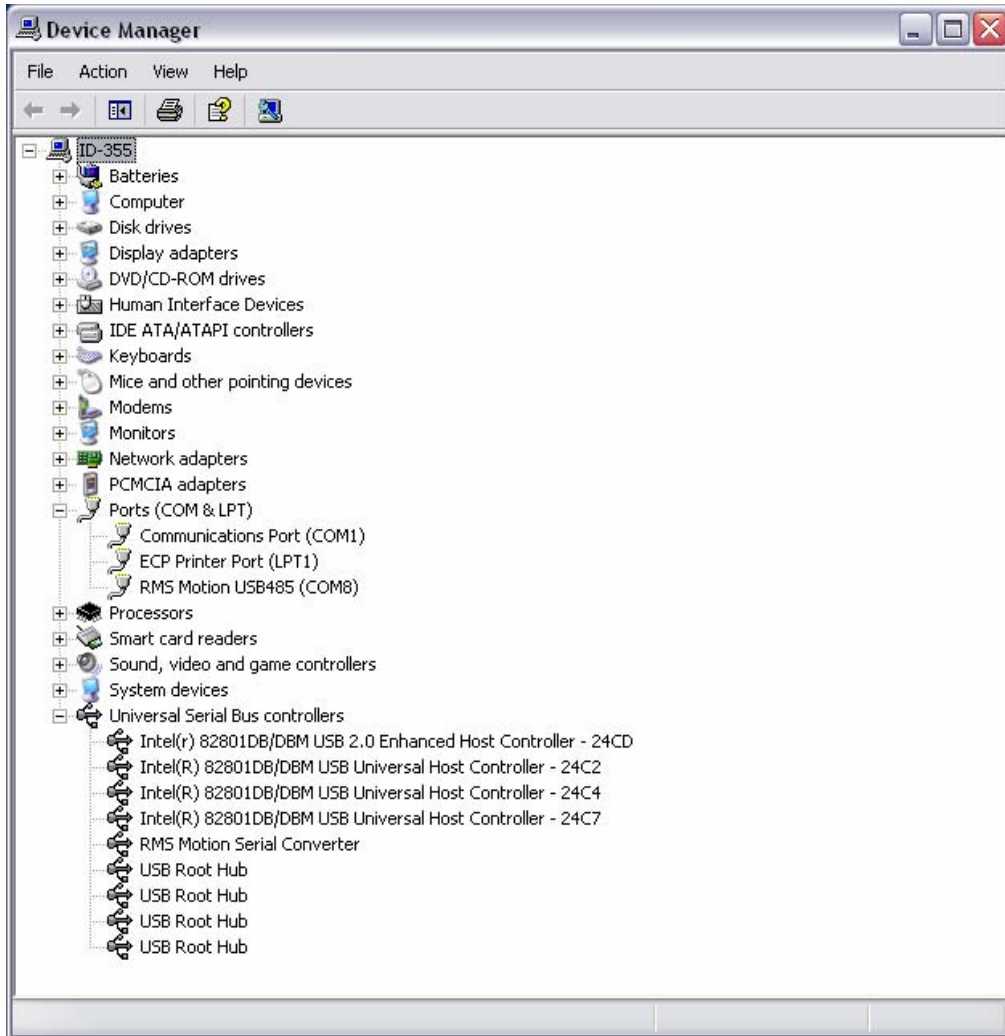 Device Manager
File Action View Help
ID-355
Batteries
Computer
Disk drives
Display adapters
DVD/CD-ROM drives
Human Interface Devices
IDE ATA/ATAPI controllers
Keyboards
Mice and other pointing devices
Modems
Monitors
Network adapters
PCMCIA adapters
Ports (COM & LPT)
Communications Port (COM1)
ECP Printer Port (LPT1)
RMS Motion USB485 (COM8)
Processors
Smart card readers
Sound, video and game controllers
System devices
Universal Serial Bus controllers
Intel(r) 82801DB/DBM USB 2.0 Enhanced Host Controller - 24CD
Intel(R) 82801DB/DBM USB Universal Host Controller - 24C2
Intel(R) 82801DB/DBM USB Universal Host Controller - 24C4
Intel(R) 82801DB/DBM USB Universal Host Controller - 24C7
RMS Motion Serial Converter
USB Root Hub
USB Root Hub
USB Root Hub
USB Root Hub